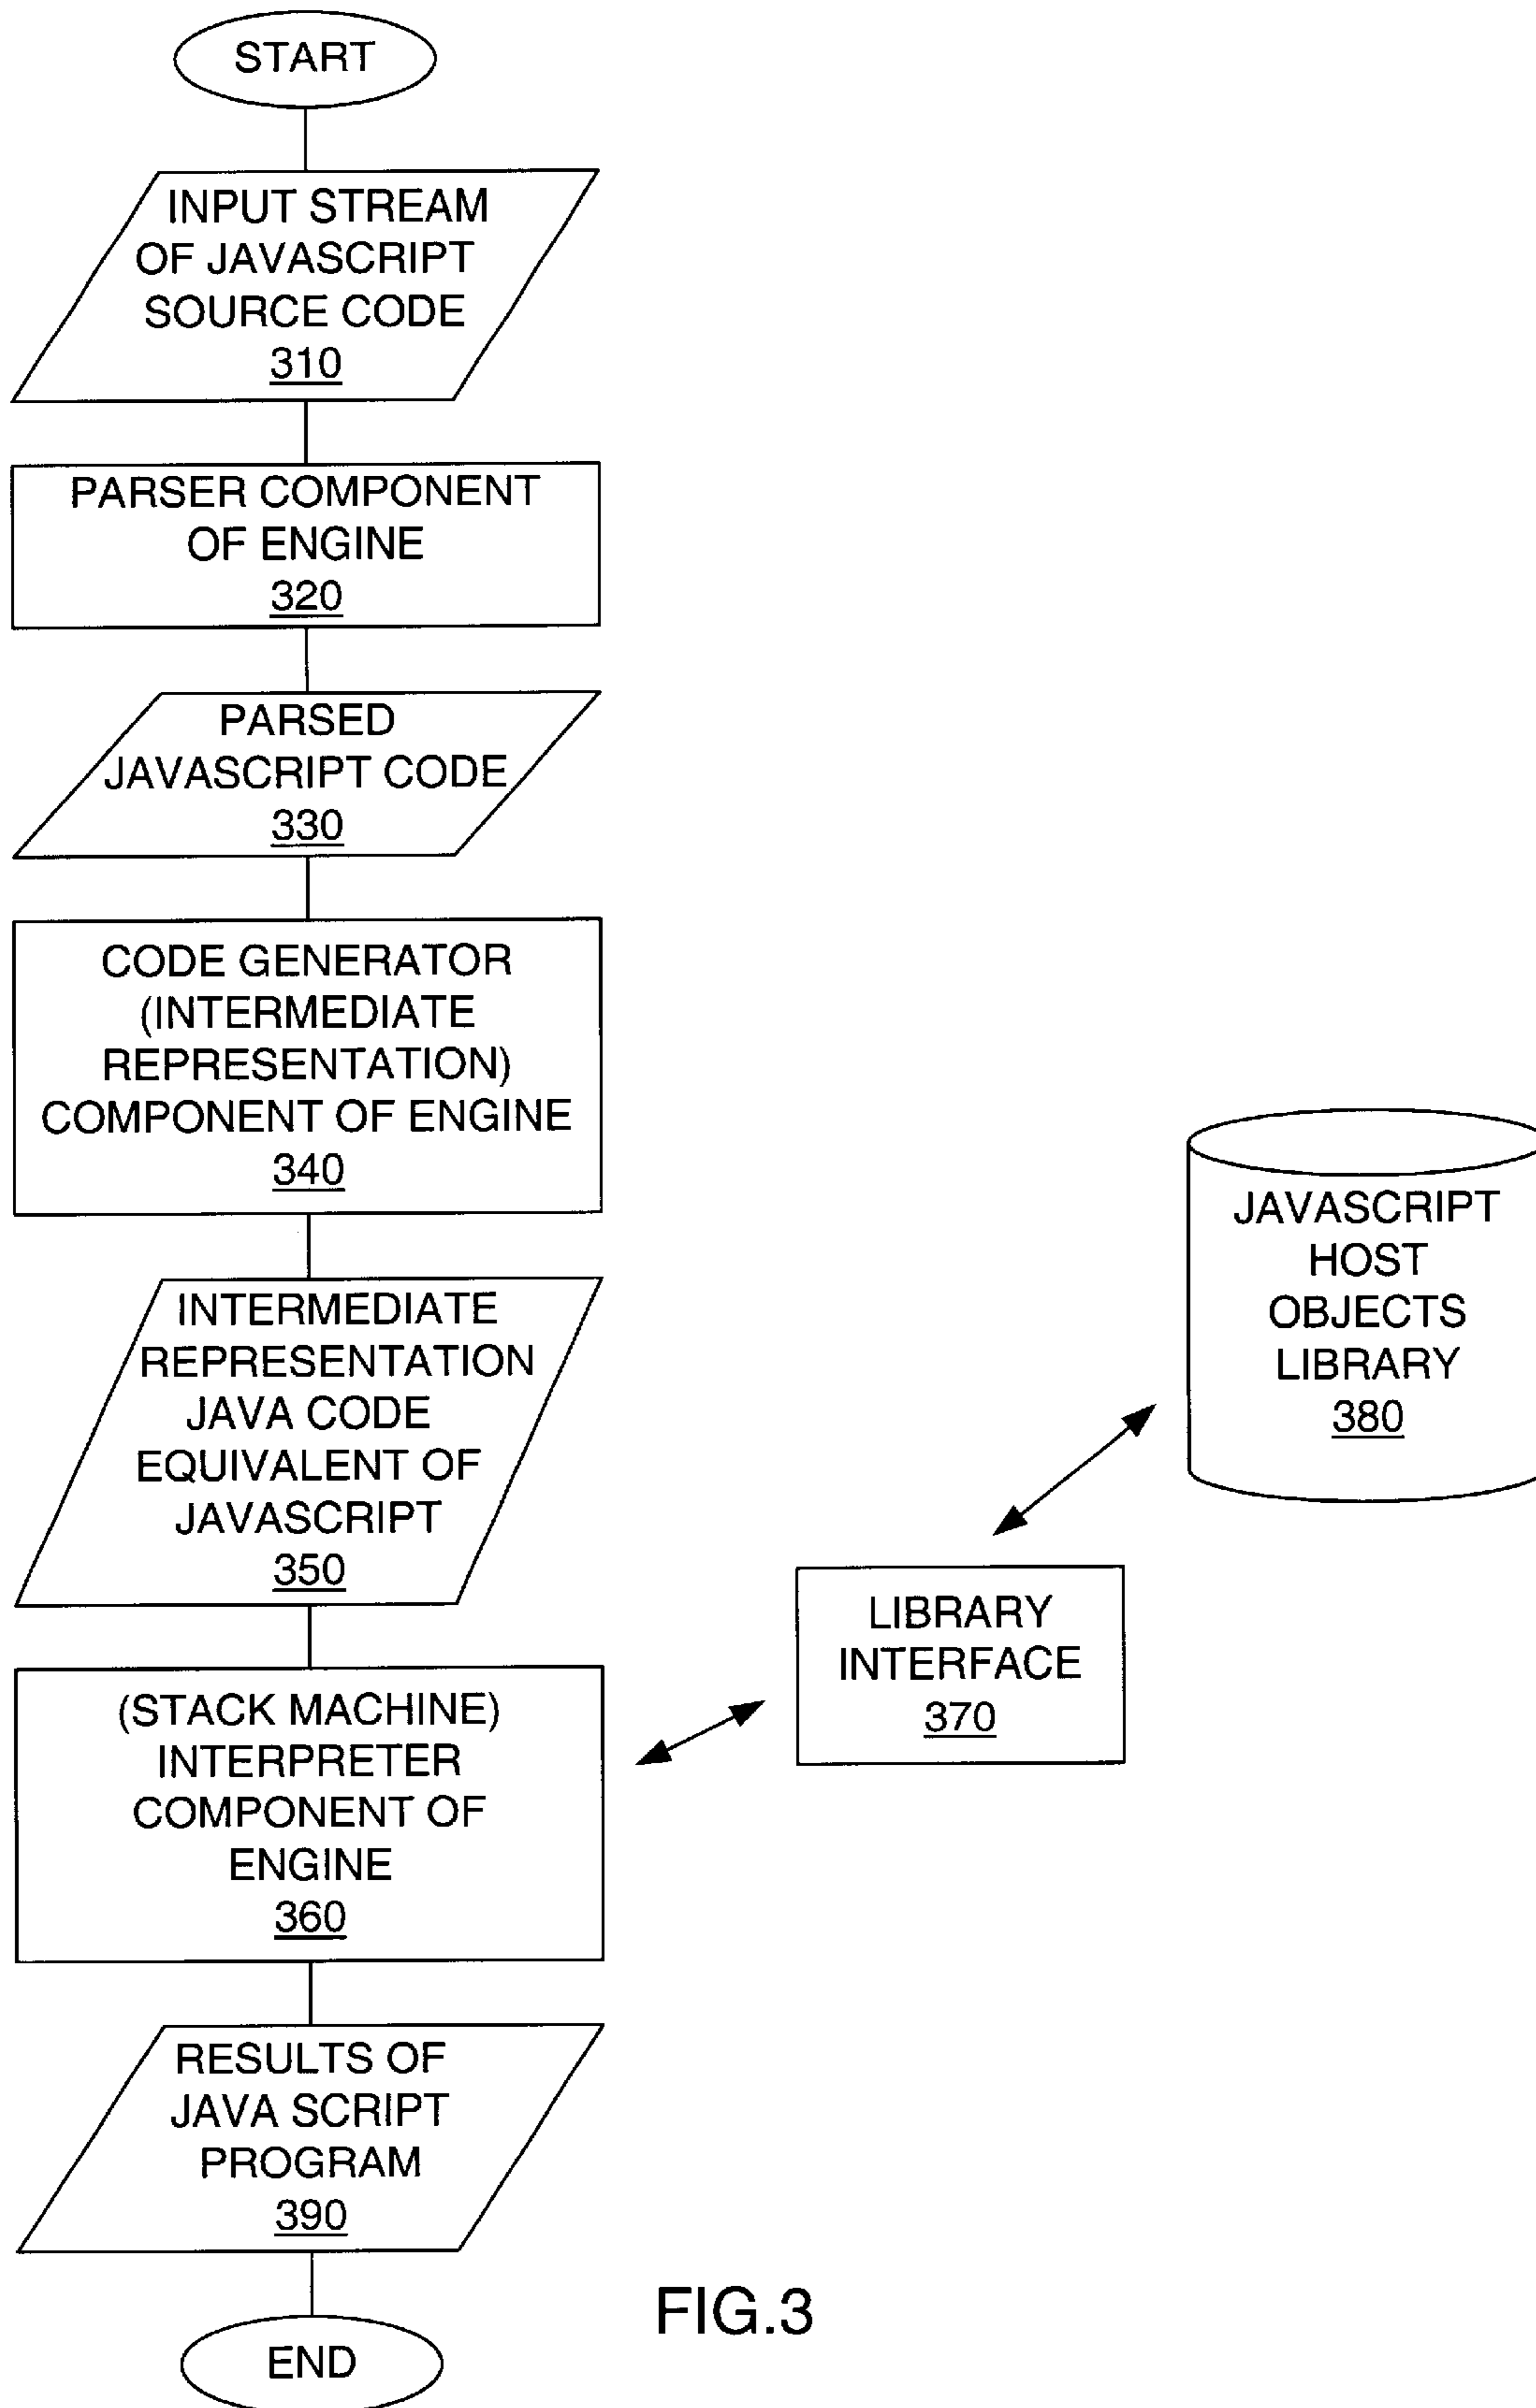 START
INPUT STREAM
OF JAVASCRIPT
SOURCE CODE
310
PARSER COMPONENT
OF ENGINE
320
PARSED
JAVASCRIPT CODE
330
CODE GENERATOR
(INTERMEDIATE
REPRESENTATION)
COMPONENT OF ENGINE
340
INTERMEDIATE
REPRESENTATION
JAVA CODE
EQUIVALENT OF
JAVASCRIPT
350
(STACK MACHINE)
INTERPRETER
COMPONENT OF
ENGINE
360
LIBRARY
INTERFACE
370
JAVASCRIPT
HOST
OBJECTS
LIBRARY
380
RESULTS OF
JAVA SCRIPT
PROGRAM
390
END
FIG.3